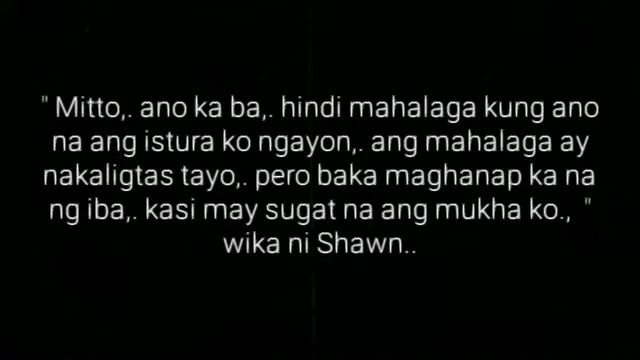 " Mitto,. ano ka ba,. hindi mahalaga kung ano
na ang istura ko ngayon,. ang mahalaga ay
nakaligtas tayo,. pero baka maghanap ka na
ng iba,. kasi may sugat na ang mukha ko., "
wika ni Shawn..